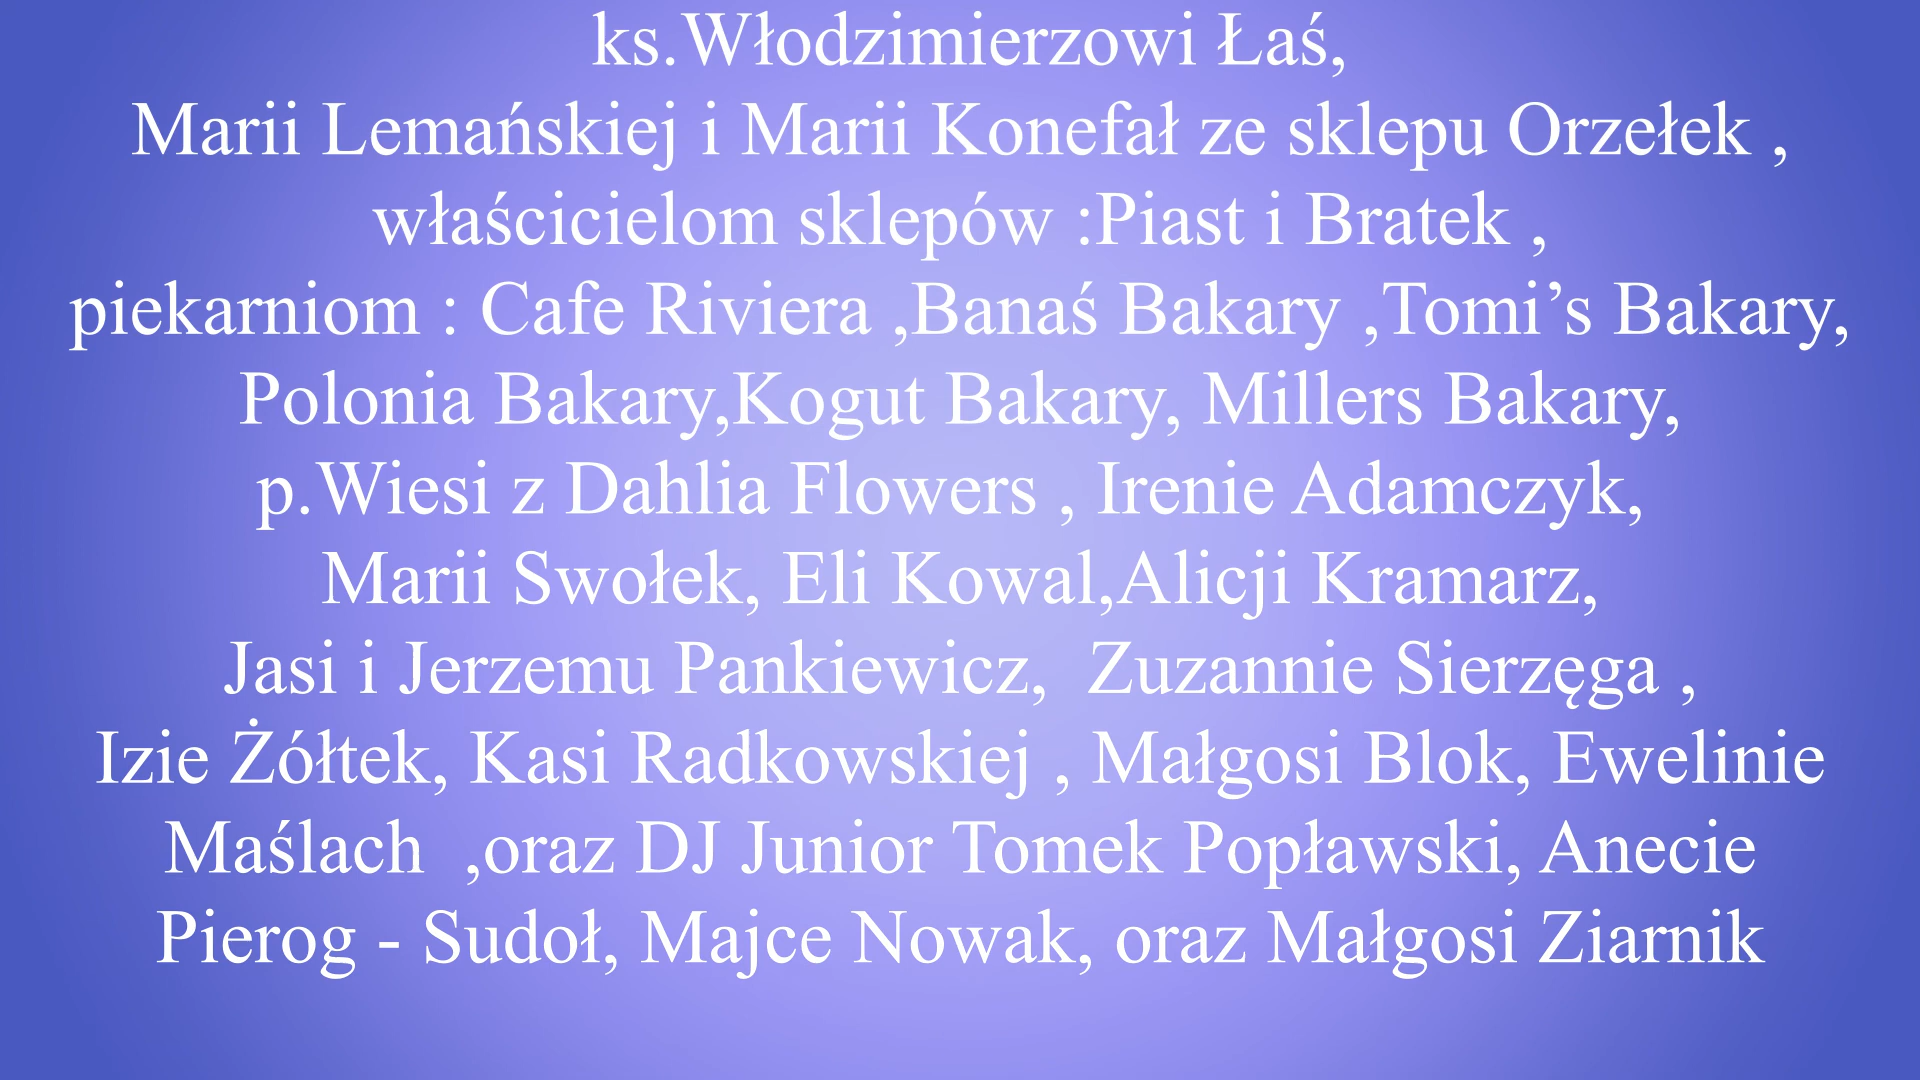 ks.Włodzimierzowi Łaś,
Marii Lemańskiej i Marii Konefał ze sklepu Orzełek ,
właścicielom sklepów :Piast i Bratek ,
piekarniom : Cafe Riviera ,Banaś Bakary ,Tomi’s Bakary,
Polonia Bakary,Kogut Bakary, Millers Bakary,
p.Wiesi z Dahlia Flowers , Irenie Adamczyk,
Marii Swołek, Eli Kowal,Alicji Kramarz,
Jasi i Jerzemu Pankiewicz,  Zuzannie Sierzęga ,
Izie Żółtek, Kasi Radkowskiej , Małgosi Blok, Ewelinie
Maślach  ,oraz DJ Junior Tomek Popławski, Anecie
Pierog - Sudoł, Majce Nowak, oraz Małgosi Ziarnik